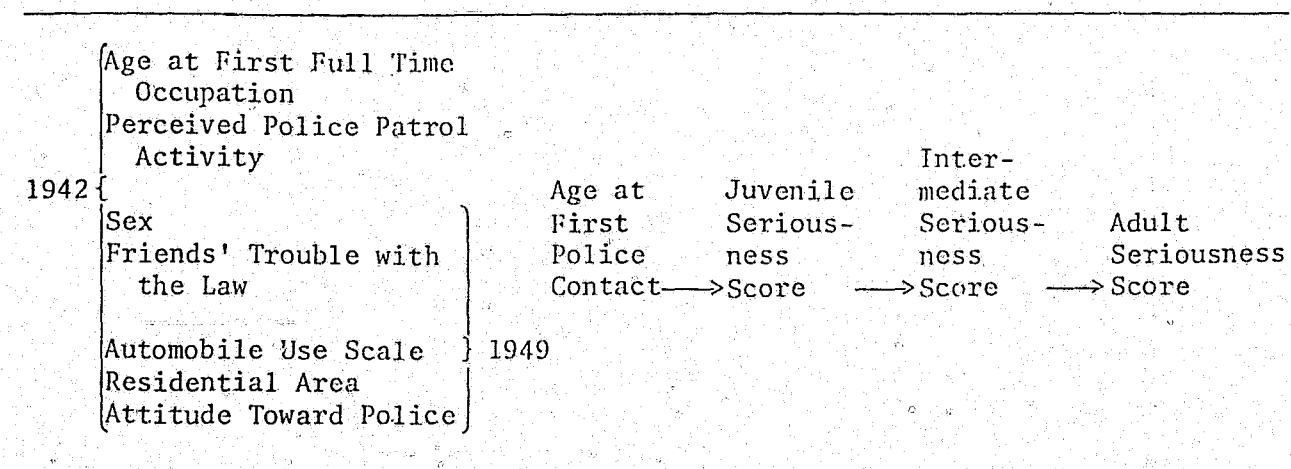 Age at First Full Time
Occupation
Perceived Police Patrol
Activity
1942 {
Sex
Friends' Trouble with
the Law
Automobile Use Scale } 1949
Residential Area
Attitude Toward Police
Age at
First
Police
Contact ⟶
Juvenile
Serious-
ness
Score ⟶
Inter-
mediate
Serious-
ness
Score ⟶
Adult
Seriousness
Score